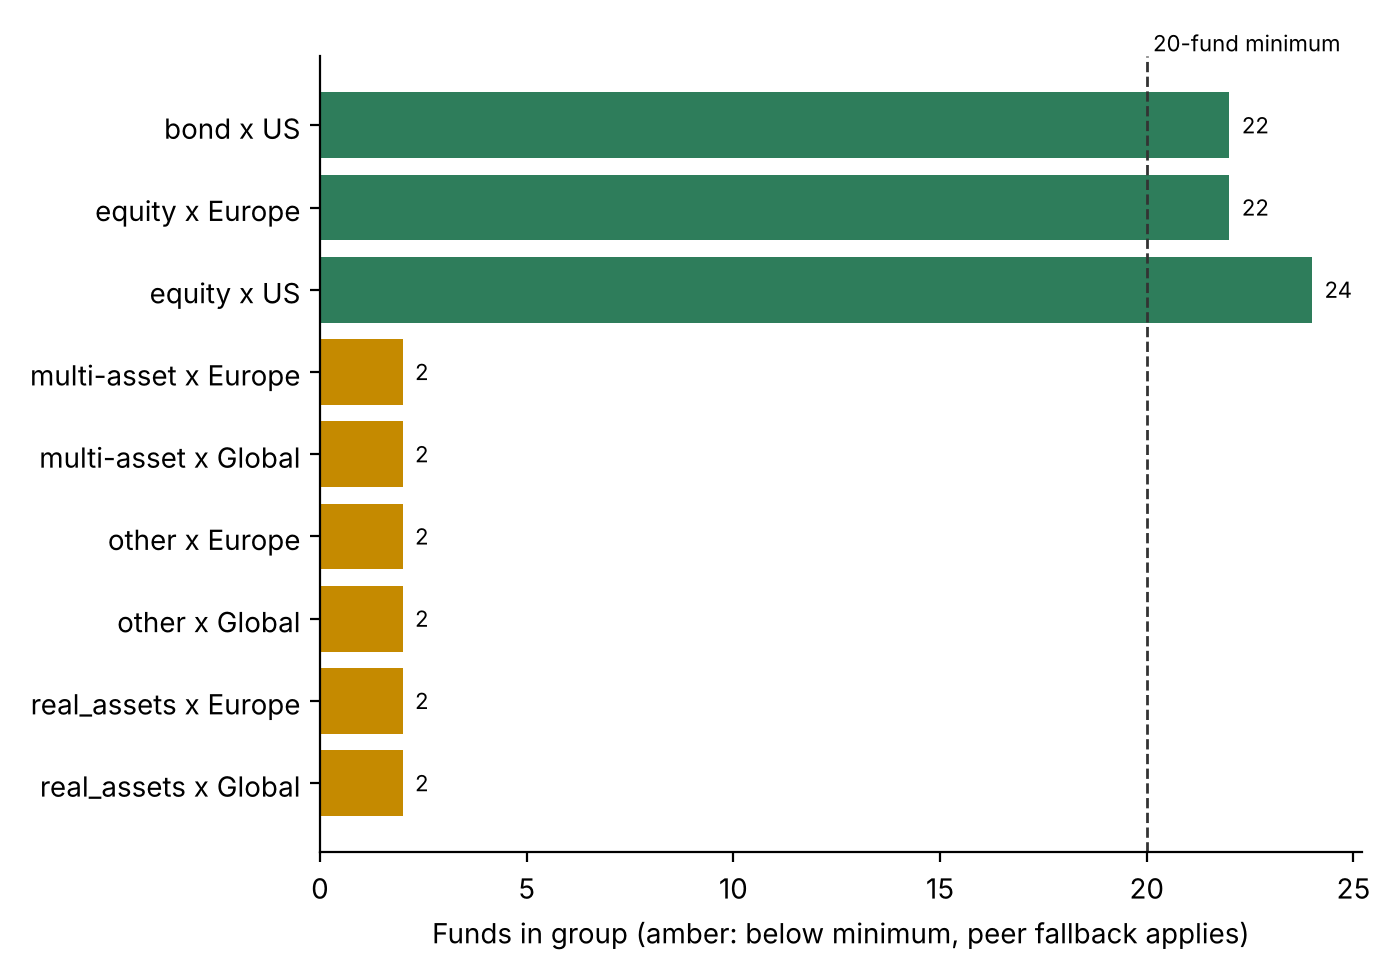 20-fund minimum
bond x US 22
equity x Europe 22
equity x US 24
multi-asset x Europe 2
multi-asset x Global 2
other x Europe 2
other x Global 2
real_assets x Europe 2
real_assets x Global 2
0 5 10 15 20 25
Funds in group (amber: below minimum, peer fallback applies)